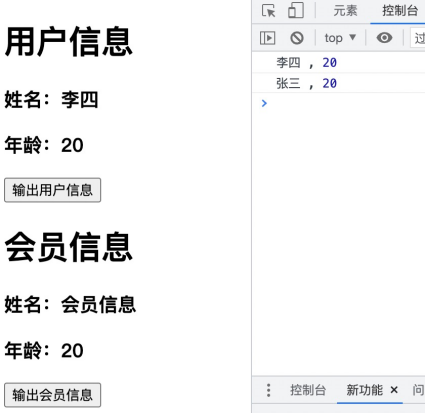 用户信息
姓名：李四
年龄：20
输出用户信息
会员信息
姓名：会员信息
年龄：20
输出会员信息
元素 控制台
top ▼ 过
李四 , 20
张三 , 20
>
控制台 新功能 × 问